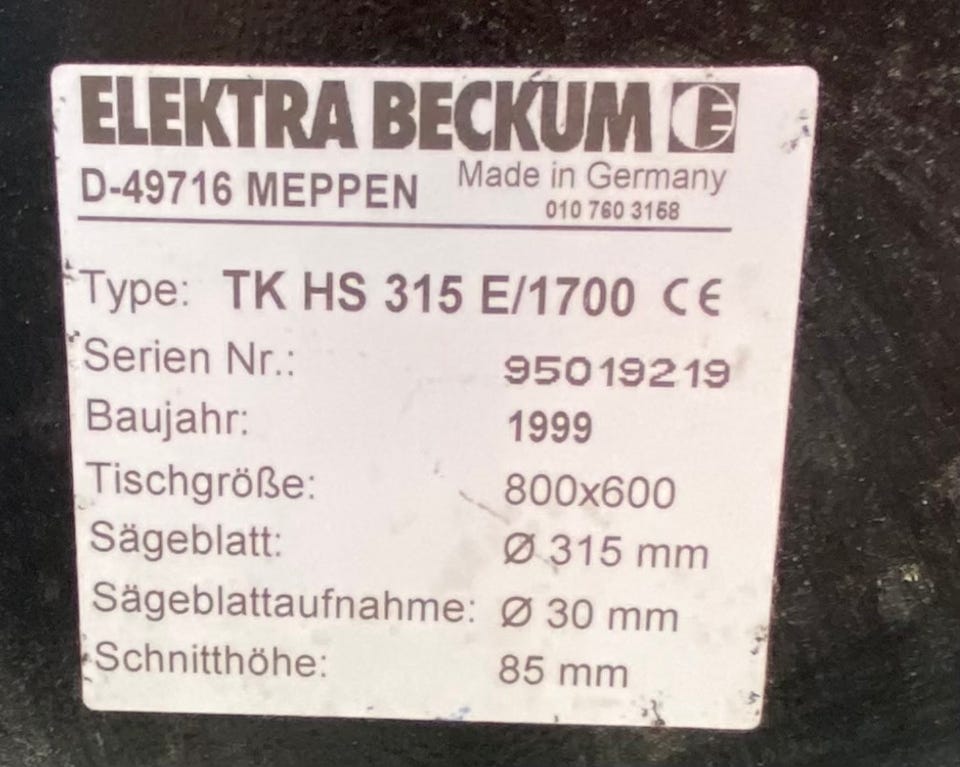 ELEKTRA BECKUM E
D-49716 MEPPEN Made in Germany
010 760 3158
Type: TK HS 315 E/1700 CE
Serien Nr.: 95019219
Baujahr: 1999
Tischgröße: 800x600
Sägeblatt: Ø 315 mm
Sägeblattaufnahme: Ø 30 mm
Schnitthöhe: 85 mm